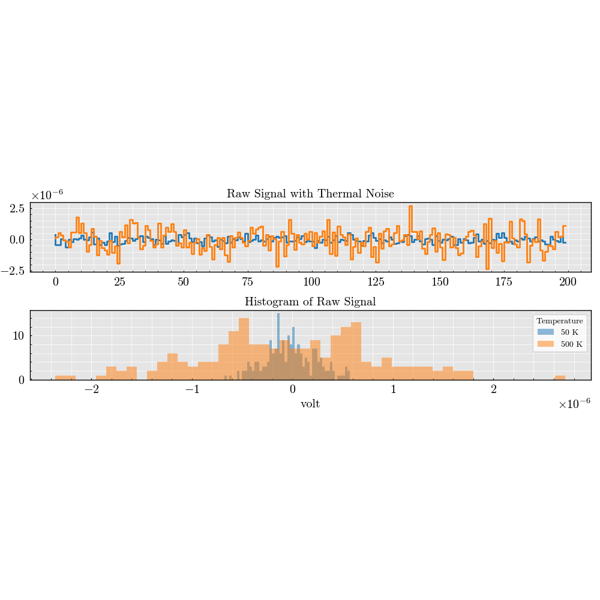 Raw Signal with Thermal Noise
×10⁻⁶
2.5
0.0
−2.5
0 25 50 75 100 125 150 175 200
Histogram of Raw Signal
Temperature
50 K
500 K
10
0
−2 −1 0 1 2
volt
×10⁻⁶